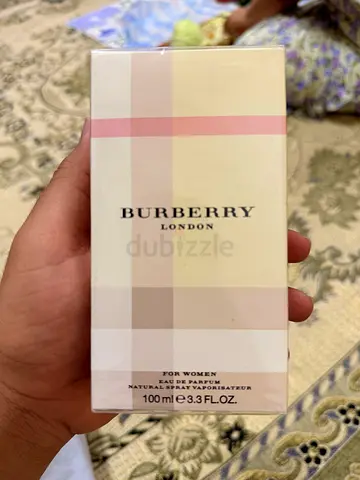 BURBERRY
LONDON
dubizzle
FOR WOMEN
EAU DE PARFUM
NATURAL SPRAY VAPORISATEUR
100 ml ℮ 3.3 FL.OZ.